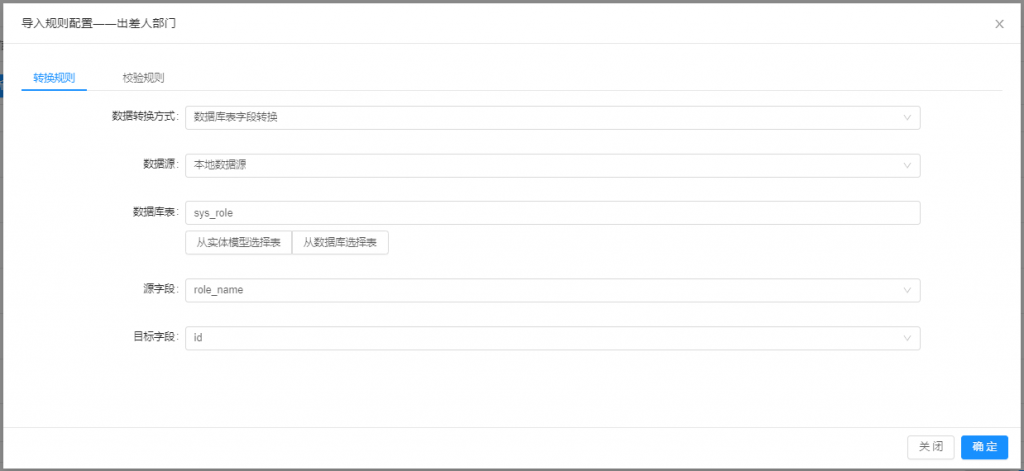 导入规则配置——出差人部门
转换规则 校验规则
数据转换方式: 数据库表字段转换
数据源: 本地数据源
数据库表: sys_role
从实体模型选择表 从数据库选择表
源字段: role_name
目标字段: id
关闭 确定